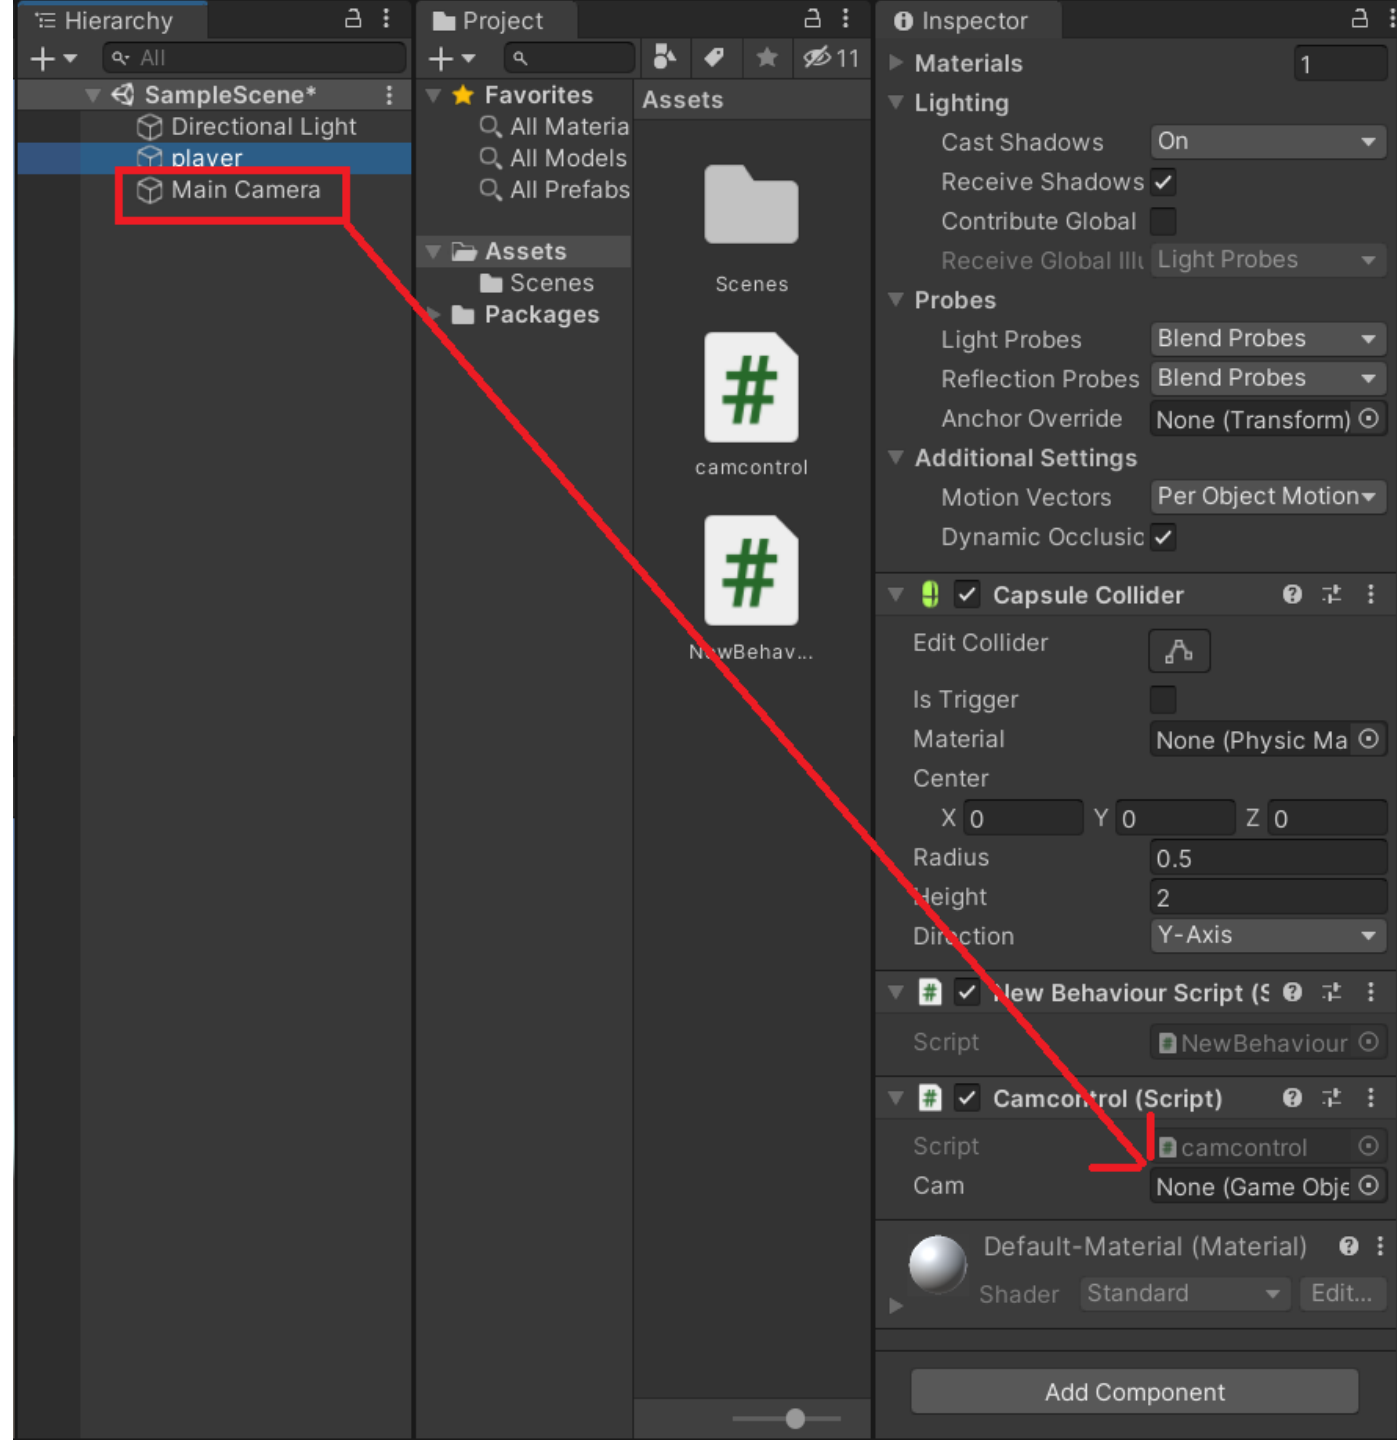 Hierarchy
All
SampleScene*
Directional Light
player
Main Camera
Project
11
Favorites
All Materia
All Models
All Prefabs
Assets
Scenes
Packages
Assets
Scenes
camcontrol
NewBehav...
Inspector
Materials 1
Lighting
Cast Shadows On
Receive Shadows
Contribute Global
Receive Global Illu Light Probes
Probes
Light Probes Blend Probes
Reflection Probes Blend Probes
Anchor Override None (Transform)
Additional Settings
Motion Vectors Per Object Motion
Dynamic Occlusic
Capsule Collider
Edit Collider
Is Trigger
Material None (Physic Ma
Center
X 0 Y 0 Z 0
Radius 0.5
Height 2
Direction Y-Axis
# New Behaviour Script (S
Script # NewBehaviour
# Camcontrol (Script)
Script # camcontrol
Cam None (Game Obje
Default-Material (Material)
Shader Standard Edit...
Add Component